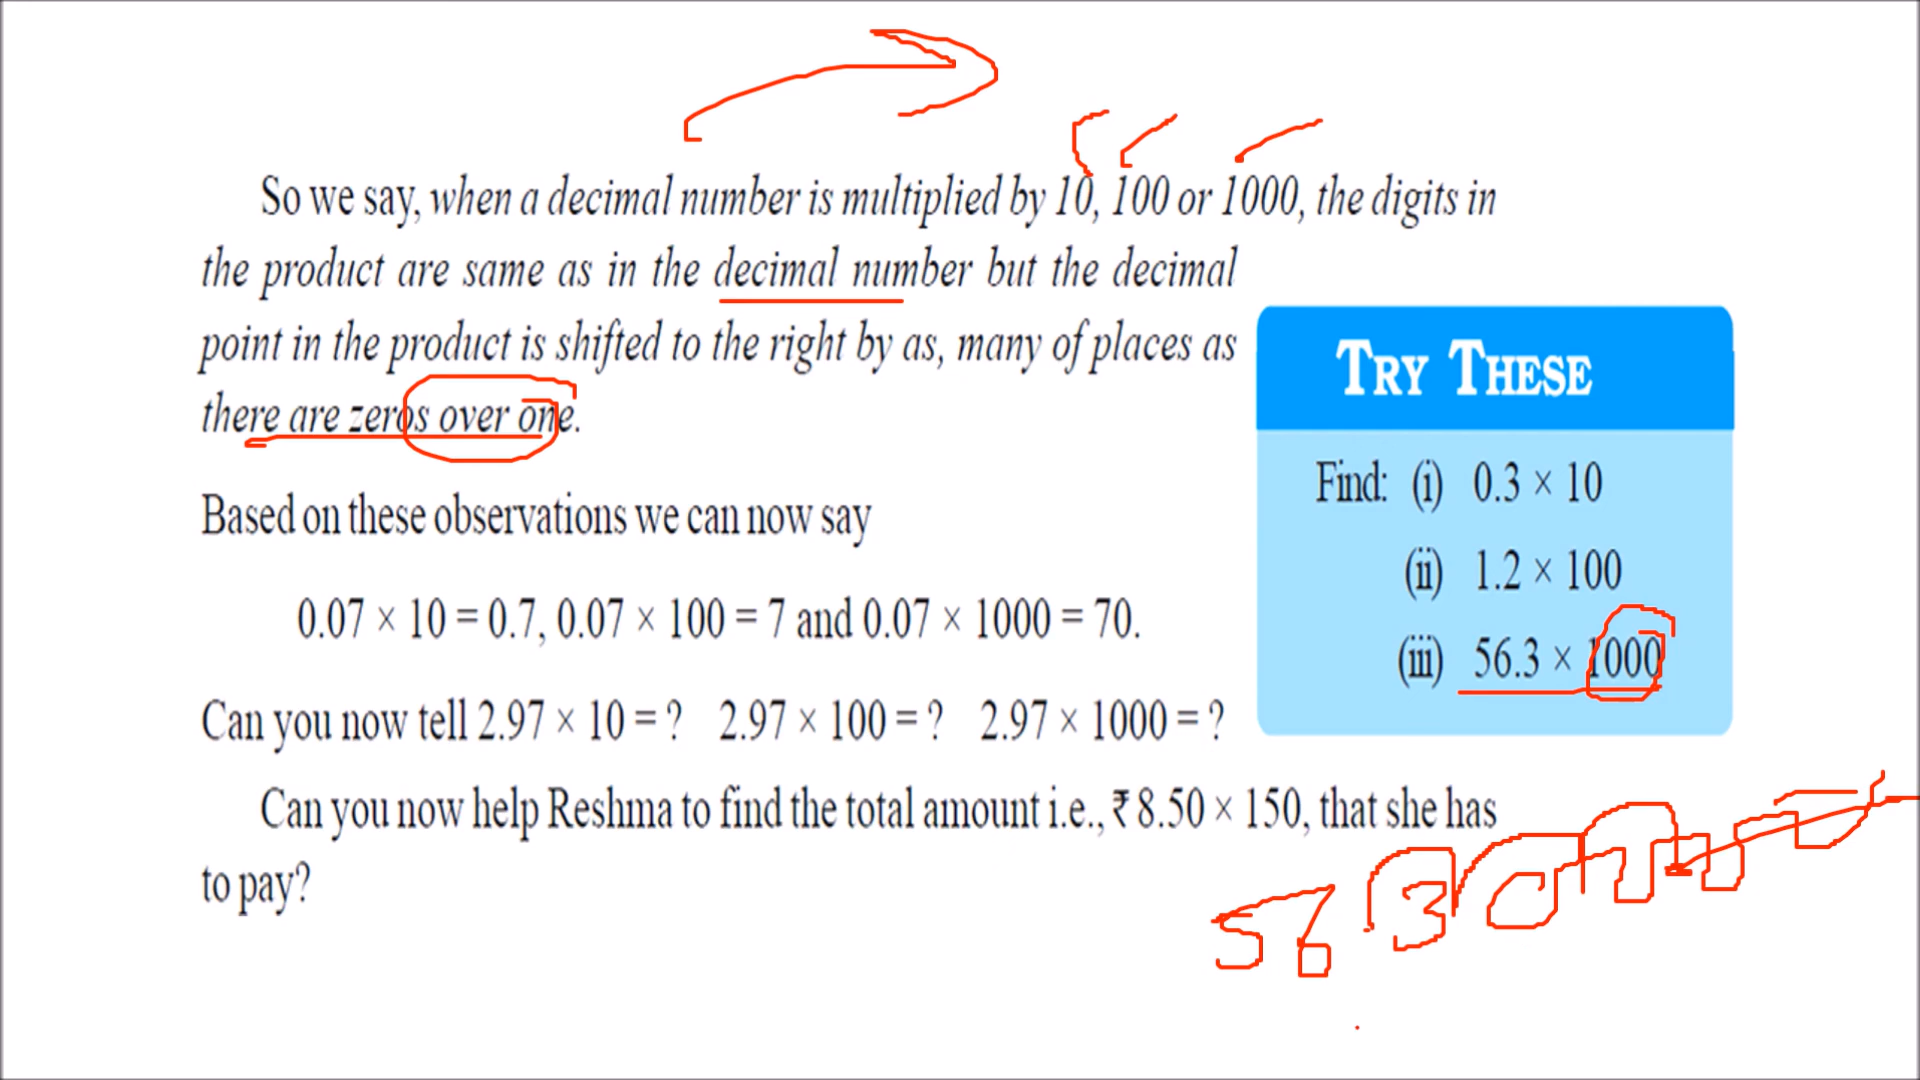 So we say, when a decimal number is multiplied by 10, 100 or 1000, the digits in
the product are same as in the decimal number but the decimal
point in the product is shifted to the right by as, many of places as
there are zeros over one.
Based on these observations we can now say
0.07 × 10 = 0.7, 0.07 × 100 = 7 and 0.07 × 1000 = 70.
Can you now tell 2.97 × 10 = ? 2.97 × 100 = ? 2.97 × 1000 = ?
Can you now help Reshma to find the total amount i.e., ₹ 8.50 × 150, that she has
to pay?
TRY THESE
Find: (i) 0.3 × 10
(ii) 1.2 × 100
(iii) 56.3 × 1000
56 3 0